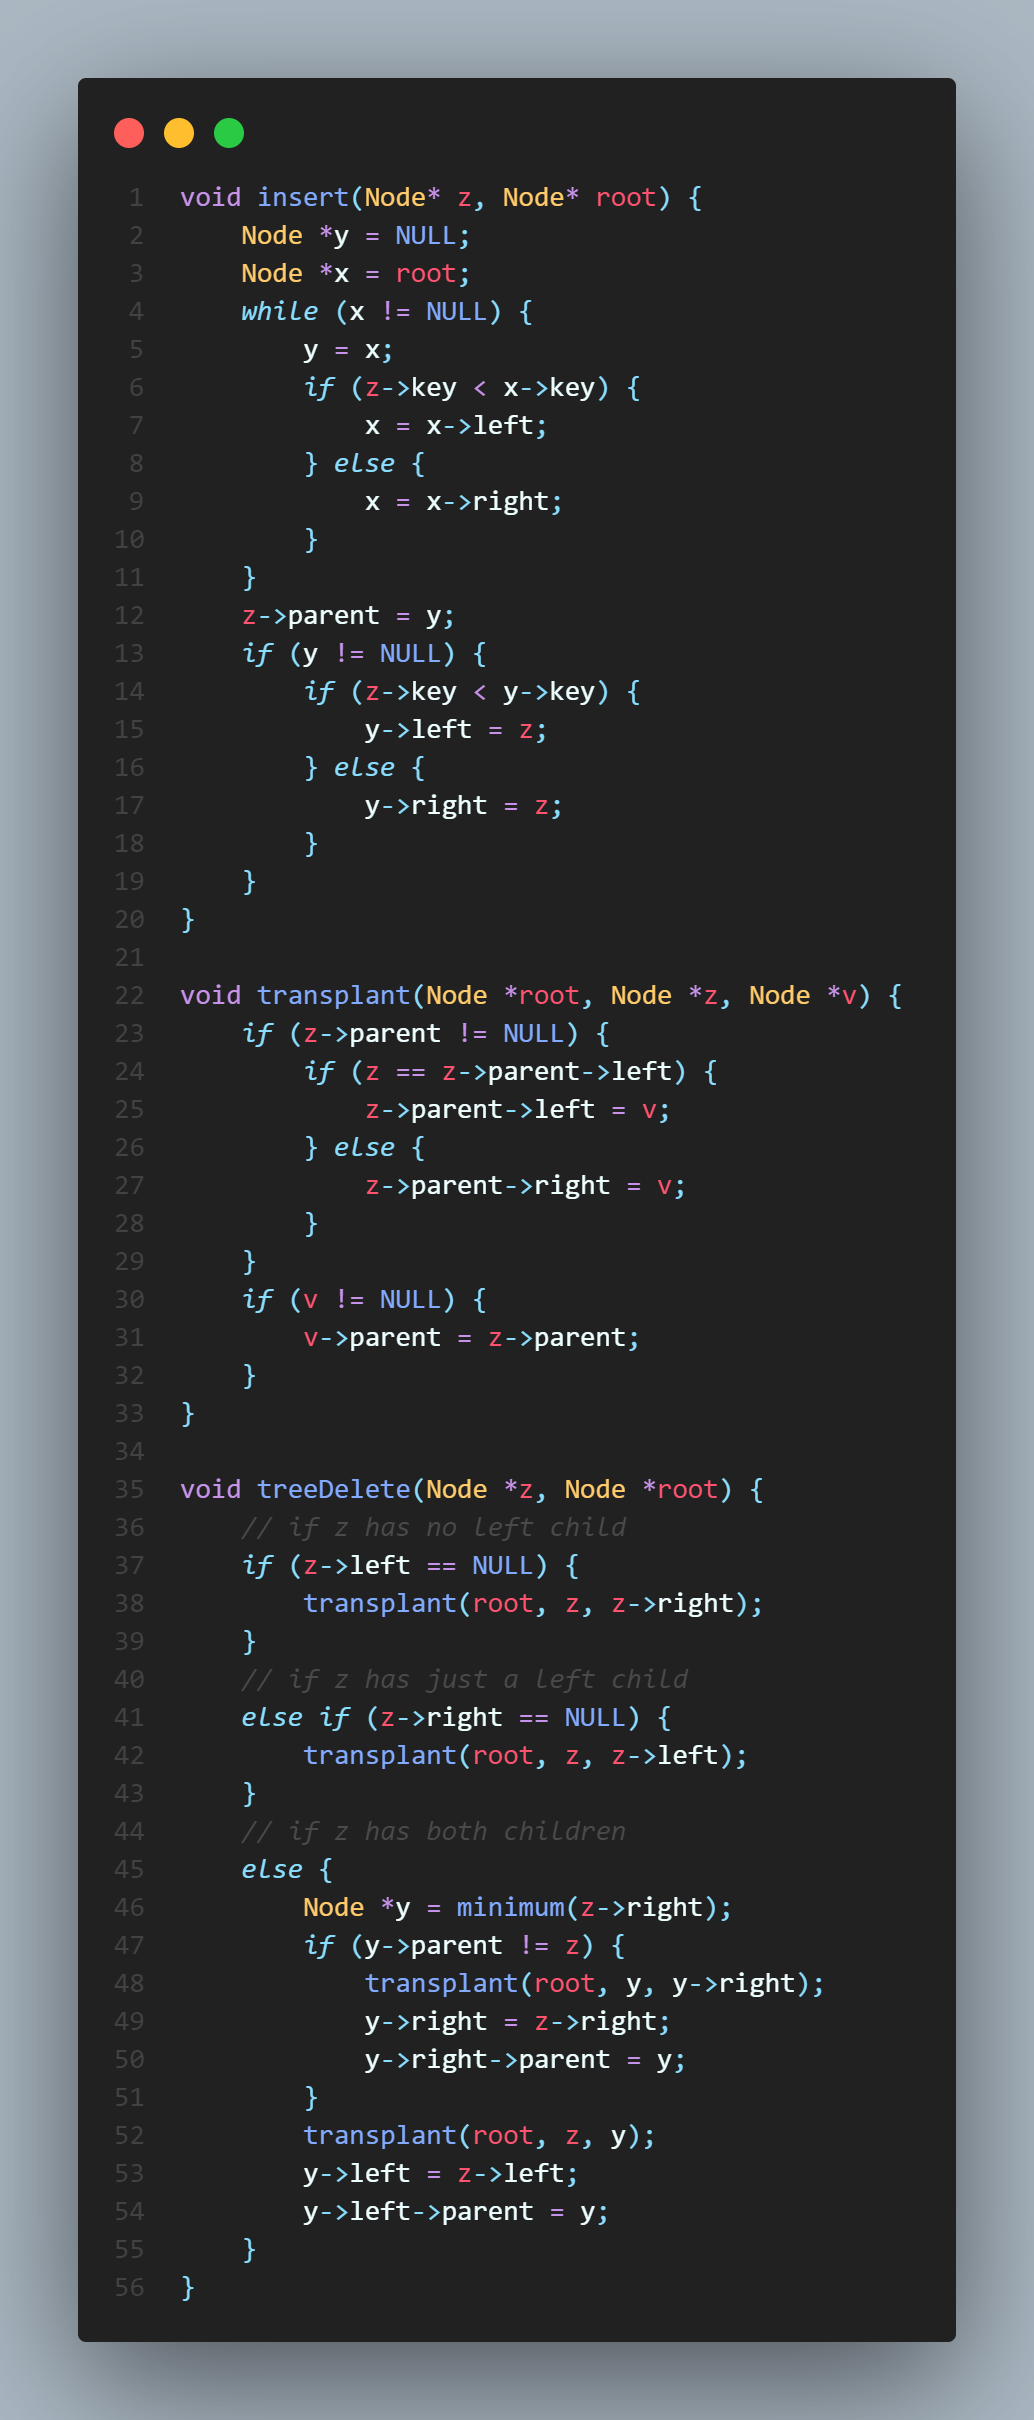 1 void insert(Node* z, Node* root) {
2     Node *y = NULL;
3     Node *x = root;
4     while (x != NULL) {
5         y = x;
6         if (z->key < x->key) {
7             x = x->left;
8         } else {
9             x = x->right;
10         }
11     }
12     z->parent = y;
13     if (y != NULL) {
14         if (z->key < y->key) {
15             y->left = z;
16         } else {
17             y->right = z;
18         }
19     }
20 }
21
22 void transplant(Node *root, Node *z, Node *v) {
23     if (z->parent != NULL) {
24         if (z == z->parent->left) {
25             z->parent->left = v;
26         } else {
27             z->parent->right = v;
28         }
29     }
30     if (v != NULL) {
31         v->parent = z->parent;
32     }
33 }
34
35 void treeDelete(Node *z, Node *root) {
36     // if z has no left child
37     if (z->left == NULL) {
38         transplant(root, z, z->right);
39     }
40     // if z has just a left child
41     else if (z->right == NULL) {
42         transplant(root, z, z->left);
43     }
44     // if z has both children
45     else {
46         Node *y = minimum(z->right);
47         if (y->parent != z) {
48             transplant(root, y, y->right);
49             y->right = z->right;
50             y->right->parent = y;
51         }
52         transplant(root, z, y);
53         y->left = z->left;
54         y->left->parent = y;
55     }
56 }